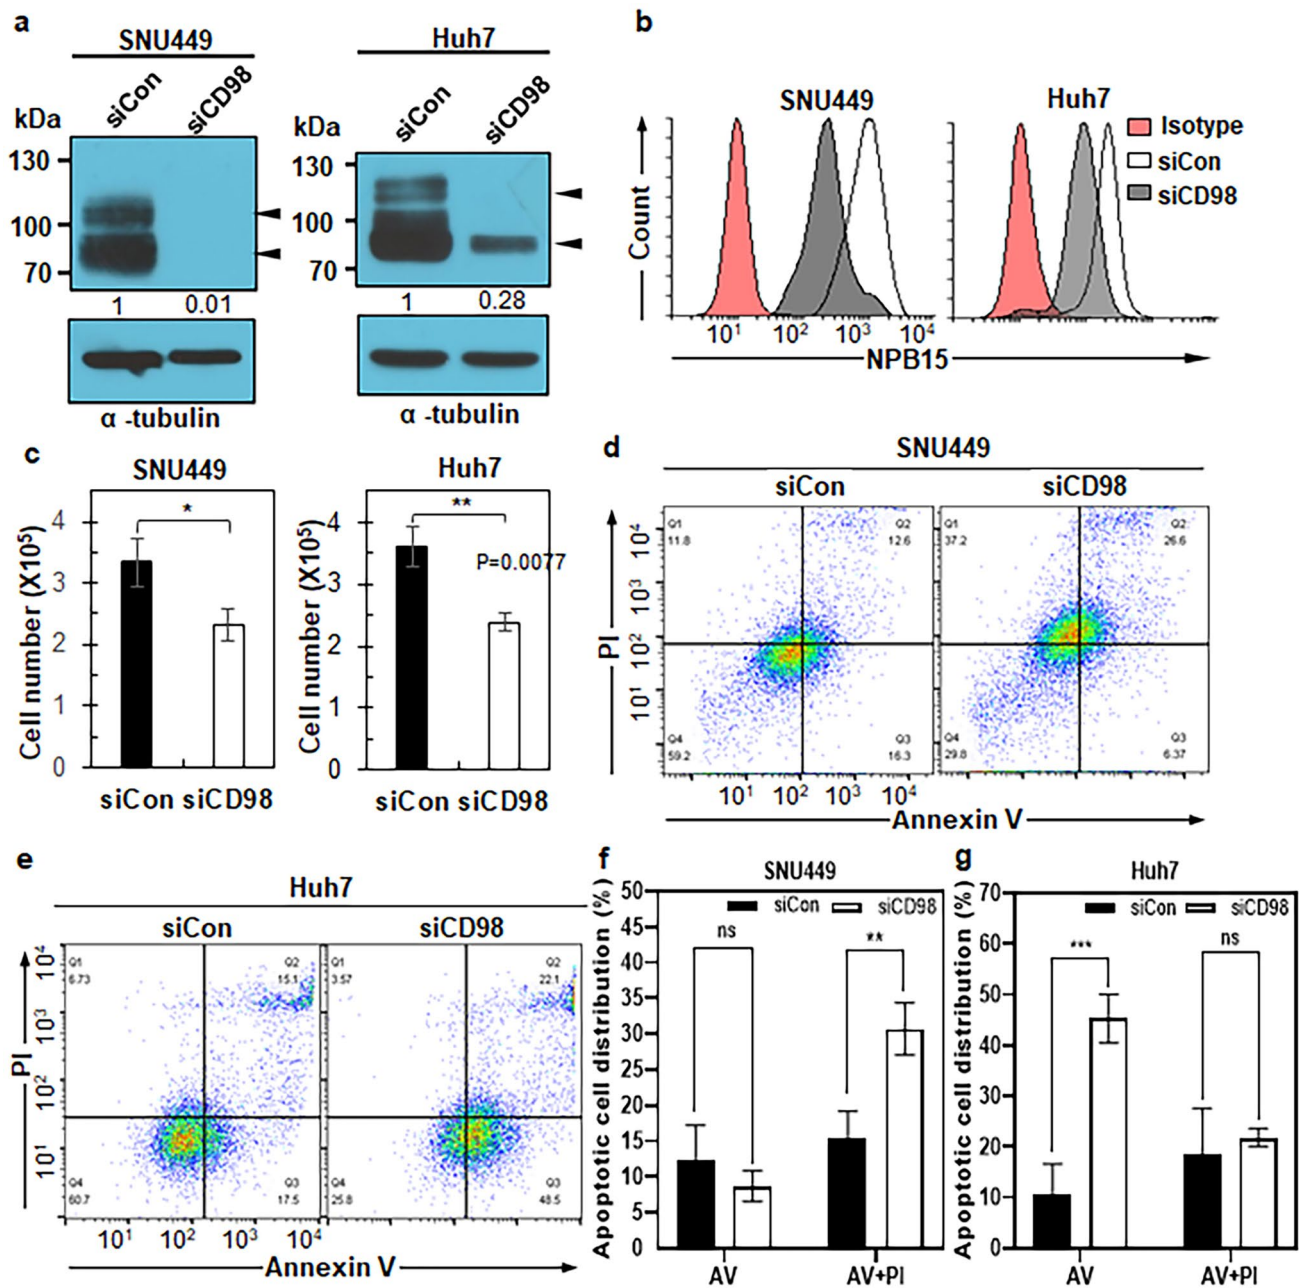 a
SNU449
siCon siCD98
kDa
130
100
70
1 0.01
α -tubulin
Huh7
siCon siCD98
kDa
130
100
70
1 0.28
α -tubulin
b
SNU449
Huh7
Isotype
siCon
siCD98
Count
10¹ 10² 10³ 10⁴
NPB15
c
SNU449
*
Cell number (X10⁵)
4
3
2
1
0
siCon siCD98
Huh7
**
P=0.0077
Cell number (X10⁵)
4
3
2
1
0
siCon siCD98
d
SNU449
siCon siCD98
PI
10⁴
10³
10²
10¹
Q1
11.8
Q2
12.6
Q4
59.2
Q3
16.3
Q1
37.2
Q2
26.6
Q4
29.8
Q3
6.37
10¹ 10² 10³ 10⁴
Annexin V
e
Huh7
siCon siCD98
PI
10⁴
10³
10²
10¹
Q1
6.73
Q2
15.1
Q4
60.7
Q3
17.5
Q1
3.57
Q2
22.1
Q4
25.8
Q3
48.5
10¹ 10² 10³ 10⁴
Annexin V
f
SNU449
siCon siCD98
Apoptotic cell distribution (%)
50
45
40
35
30
25
20
15
10
5
0
ns
**
AV AV+PI
g
Huh7
siCon siCD98
Apoptotic cell distribution (%)
70
60
50
40
30
20
10
0
***
ns
AV AV+PI